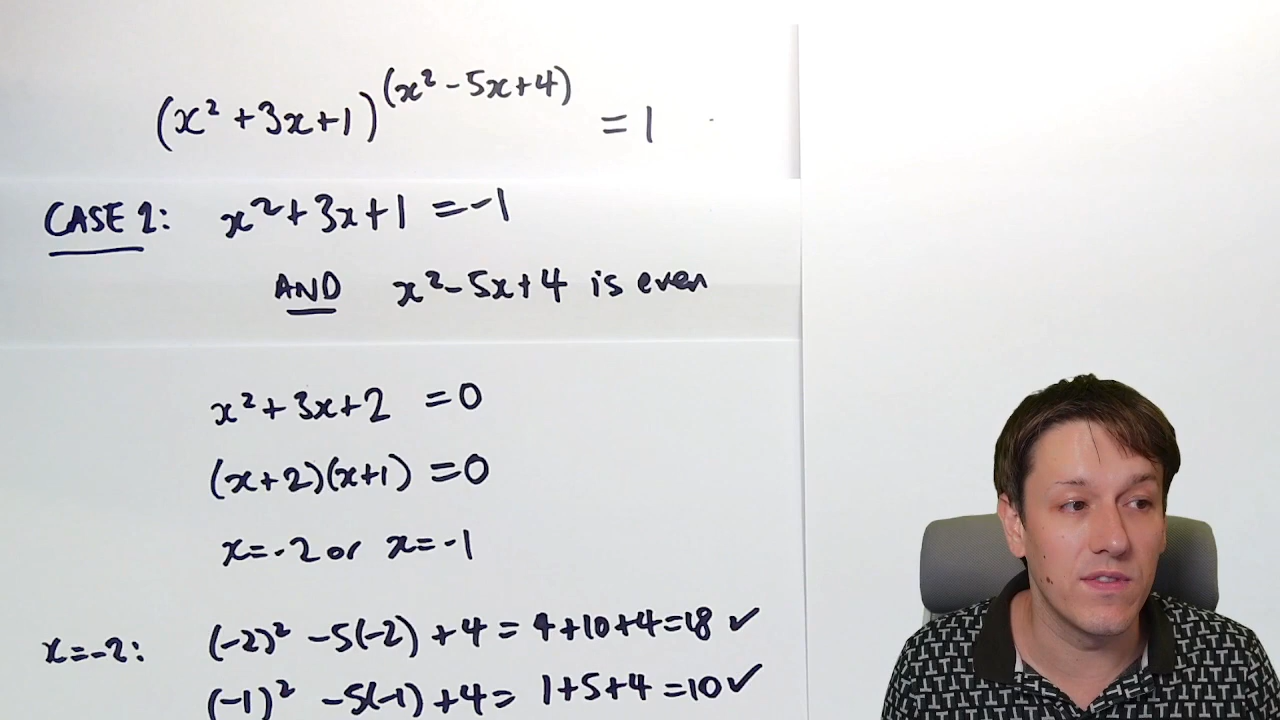 (x² + 3x + 1)^(x² - 5x + 4) = 1
CASE 2: x² + 3x + 1 = -1
AND x² - 5x + 4 is even
x² + 3x + 2 = 0
(x + 2)(x + 1) = 0
x = -2 or x = -1
x = -2: (-2)² - 5(-2) + 4 = 4 + 10 + 4 = 18 ✓
(-1)² - 5(-1) + 4 = 1 + 5 + 4 = 10 ✓